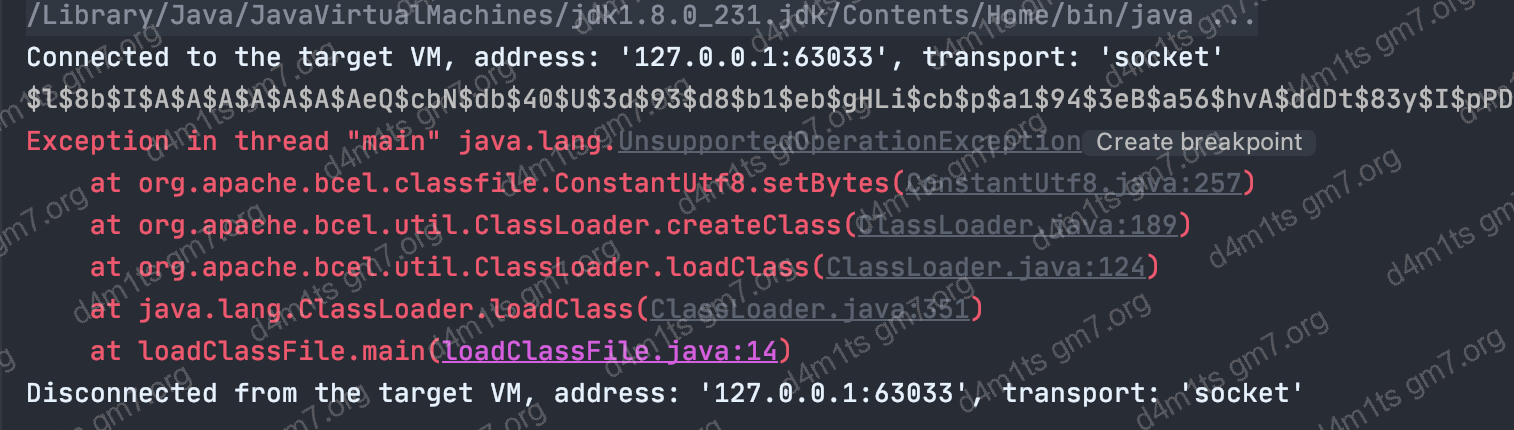 /Library/Java/JavaVirtualMachines/jdk1.8.0_231.jdk/Contents/Home/bin/java ...
Connected to the target VM, address: '127.0.0.1:63033', transport: 'socket'
$l$8b$I$A$A$A$A$A$A$AeQ$cbN$db$40$U$3d$93$d8$b1$eb$gHLi$cb$p$a1$94$3eB$a56$hvA$ddDt$83y$I$pPD
Exception in thread "main" java.lang.UnsupportedOperationException Create breakpoint
at org.apache.bcel.classfile.ConstantUtf8.setBytes(ConstantUtf8.java:257)
at org.apache.bcel.util.ClassLoader.createClass(ClassLoader.java:189)
at org.apache.bcel.util.ClassLoader.loadClass(ClassLoader.java:124)
at java.lang.ClassLoader.loadClass(ClassLoader.java:351)
at loadClassFile.main(loadClassFile.java:14)
Disconnected from the target VM, address: '127.0.0.1:63033', transport: 'socket'
d4m1ts gm7.org